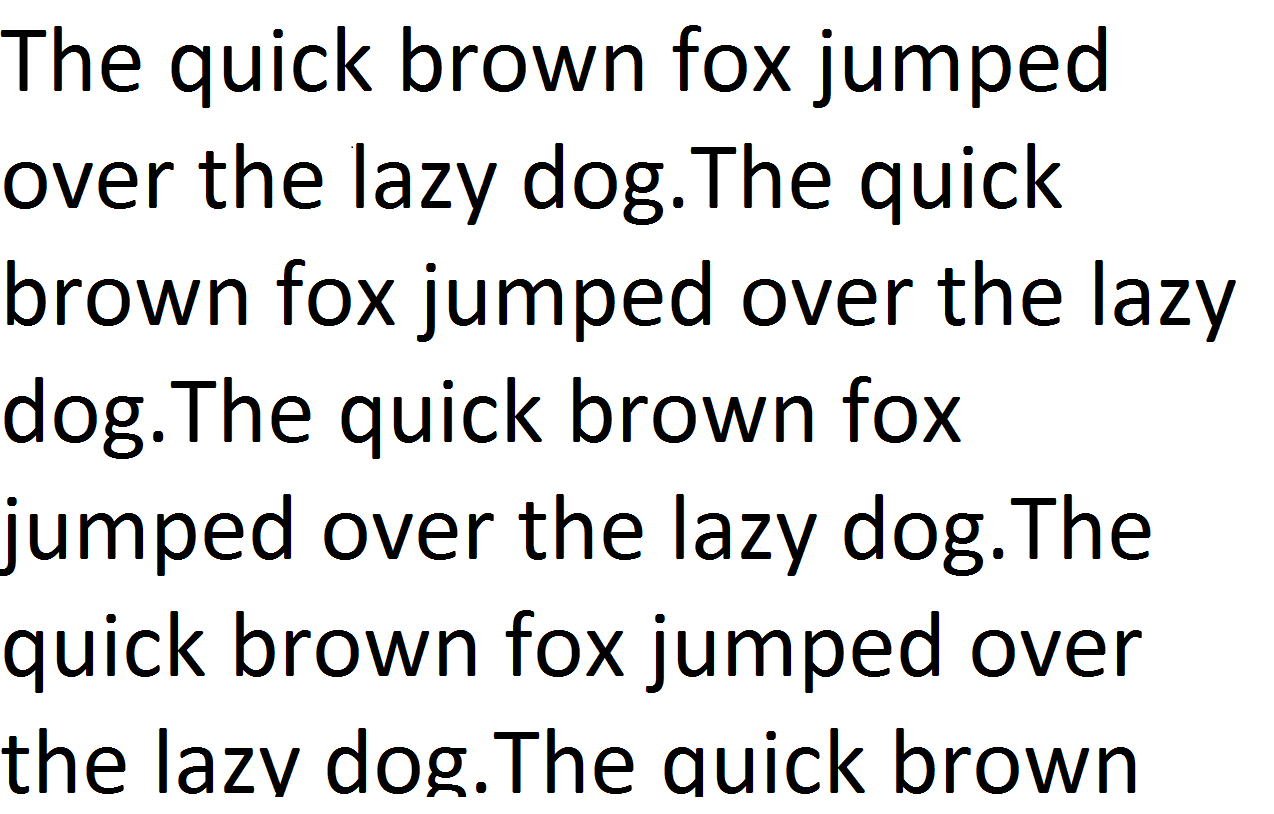 The quick brown fox jumped
over the lazy dog.The quick
brown fox jumped over the lazy
dog.The quick brown fox
jumped over the lazy dog.The
quick brown fox jumped over
the lazy dog.The quick brown